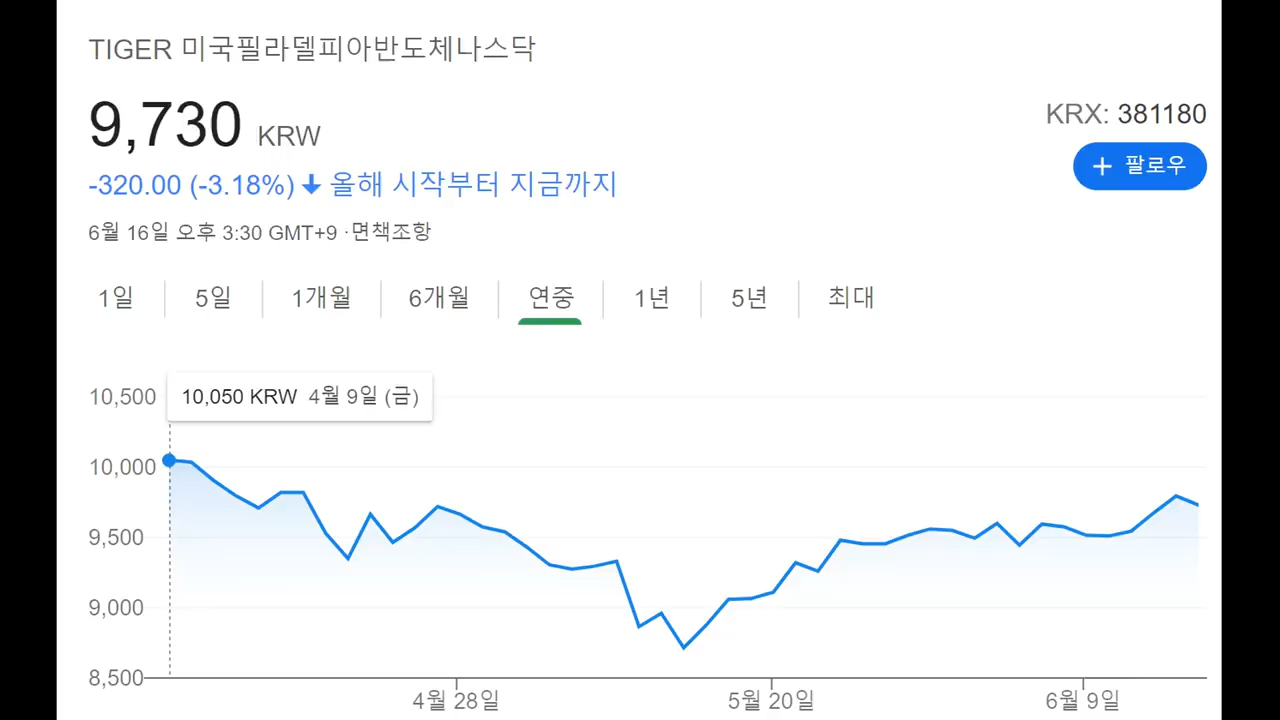 TIGER 미국필라델피아반도체나스닥
9,730 KRW
KRX: 381180
-320.00 (-3.18%) ↓ 올해 시작부터 지금까지
+ 팔로우
6월 16일 오후 3:30 GMT+9 ·면책조항
1일 5일 1개월 6개월 연중 1년 5년 최대
10,050 KRW 4월 9일 (금)
10,500
10,000
9,500
9,000
8,500
4월 28일 5월 20일 6월 9일